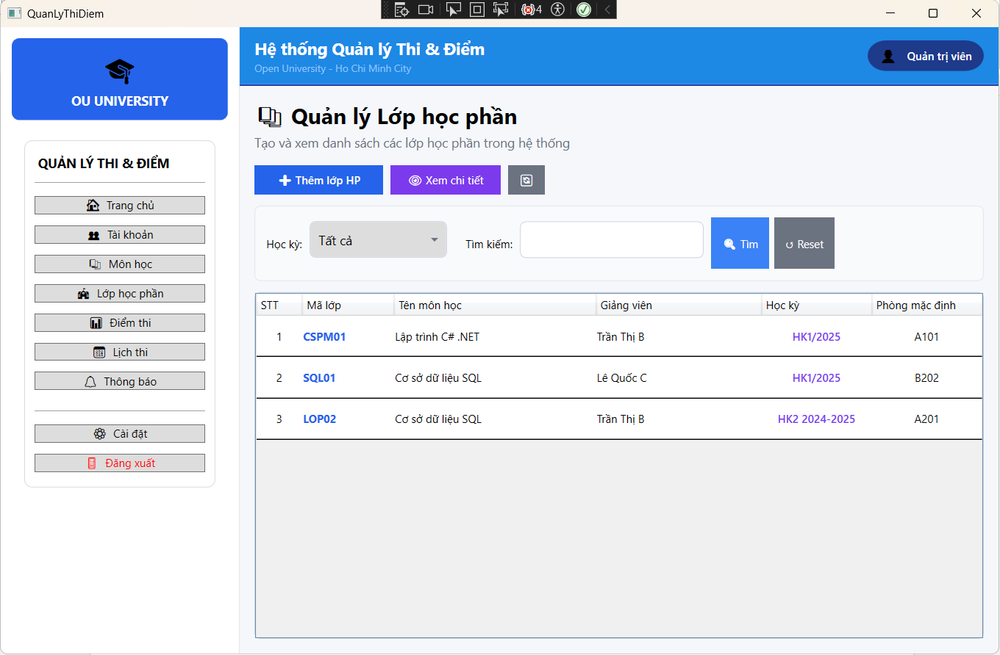 QuanLyThiDiem
4
OU UNIVERSITY
QUẢN LÝ THI & ĐIỂM
Trang chủ
Tài khoản
Môn học
Lớp học phần
Điểm thi
Lịch thi
Thông báo
Cài đặt
Đăng xuất
Hệ thống Quản lý Thi & Điểm
Open University - Ho Chi Minh City
Quản trị viên
Quản lý Lớp học phần
Tạo và xem danh sách các lớp học phần trong hệ thống
Thêm lớp HP
Xem chi tiết
Học kỳ: Tất cả Tìm kiếm: Tìm ↺ Reset
STT Mã lớp Tên môn học Giảng viên Học kỳ Phòng mặc định
1 CSPM01 Lập trình C# .NET Trần Thị B HK1/2025 A101
2 SQL01 Cơ sở dữ liệu SQL Lê Quốc C HK1/2025 B202
3 LOP02 Cơ sở dữ liệu SQL Trần Thị B HK2 2024-2025 A201